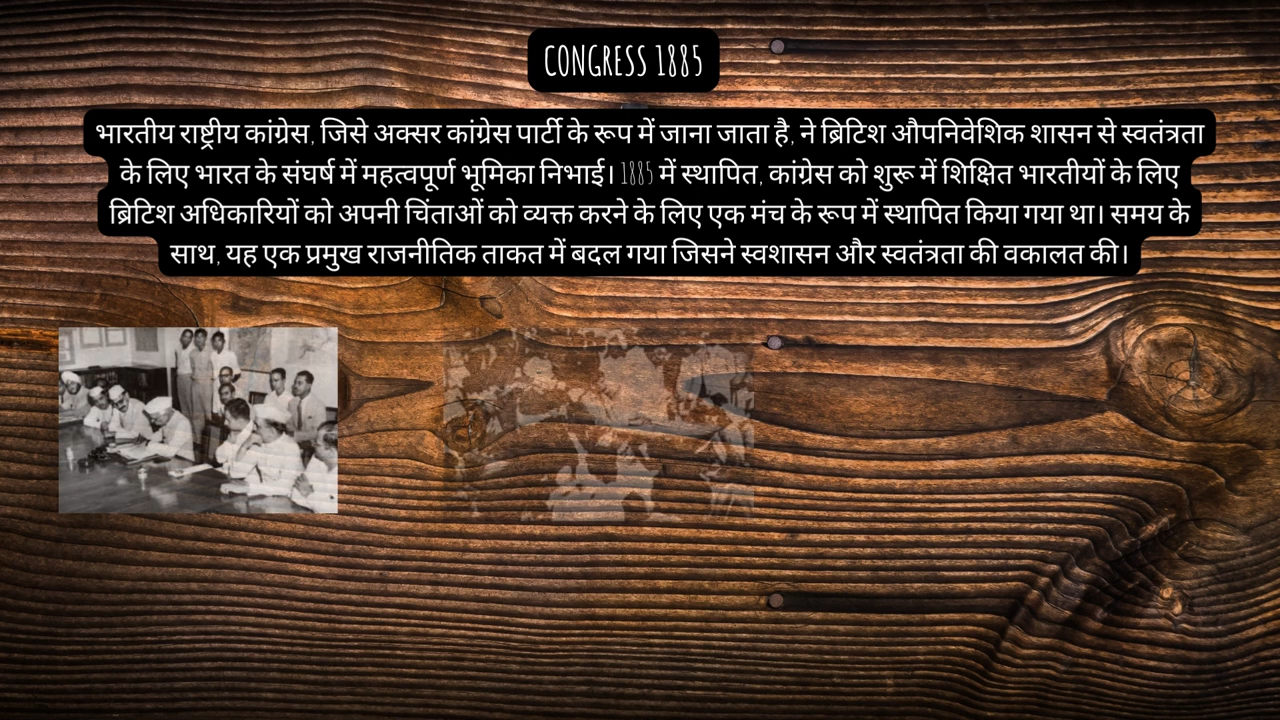 CONGRESS 1885
भारतीय राष्ट्रीय कांग्रेस, जिसे अक्सर कांग्रेस पार्टी के रूप में जाना जाता है, ने ब्रिटिश औपनिवेशिक शासन से स्वतंत्रता
के लिए भारत के संघर्ष में महत्वपूर्ण भूमिका निभाई। 1885 में स्थापित, कांग्रेस को शुरू में शिक्षित भारतीयों के लिए
ब्रिटिश अधिकारियों को अपनी चिंताओं को व्यक्त करने के लिए एक मंच के रूप में स्थापित किया गया था। समय के
साथ, यह एक प्रमुख राजनीतिक ताकत में बदल गया जिसने स्वशासन और स्वतंत्रता की वकालत की।